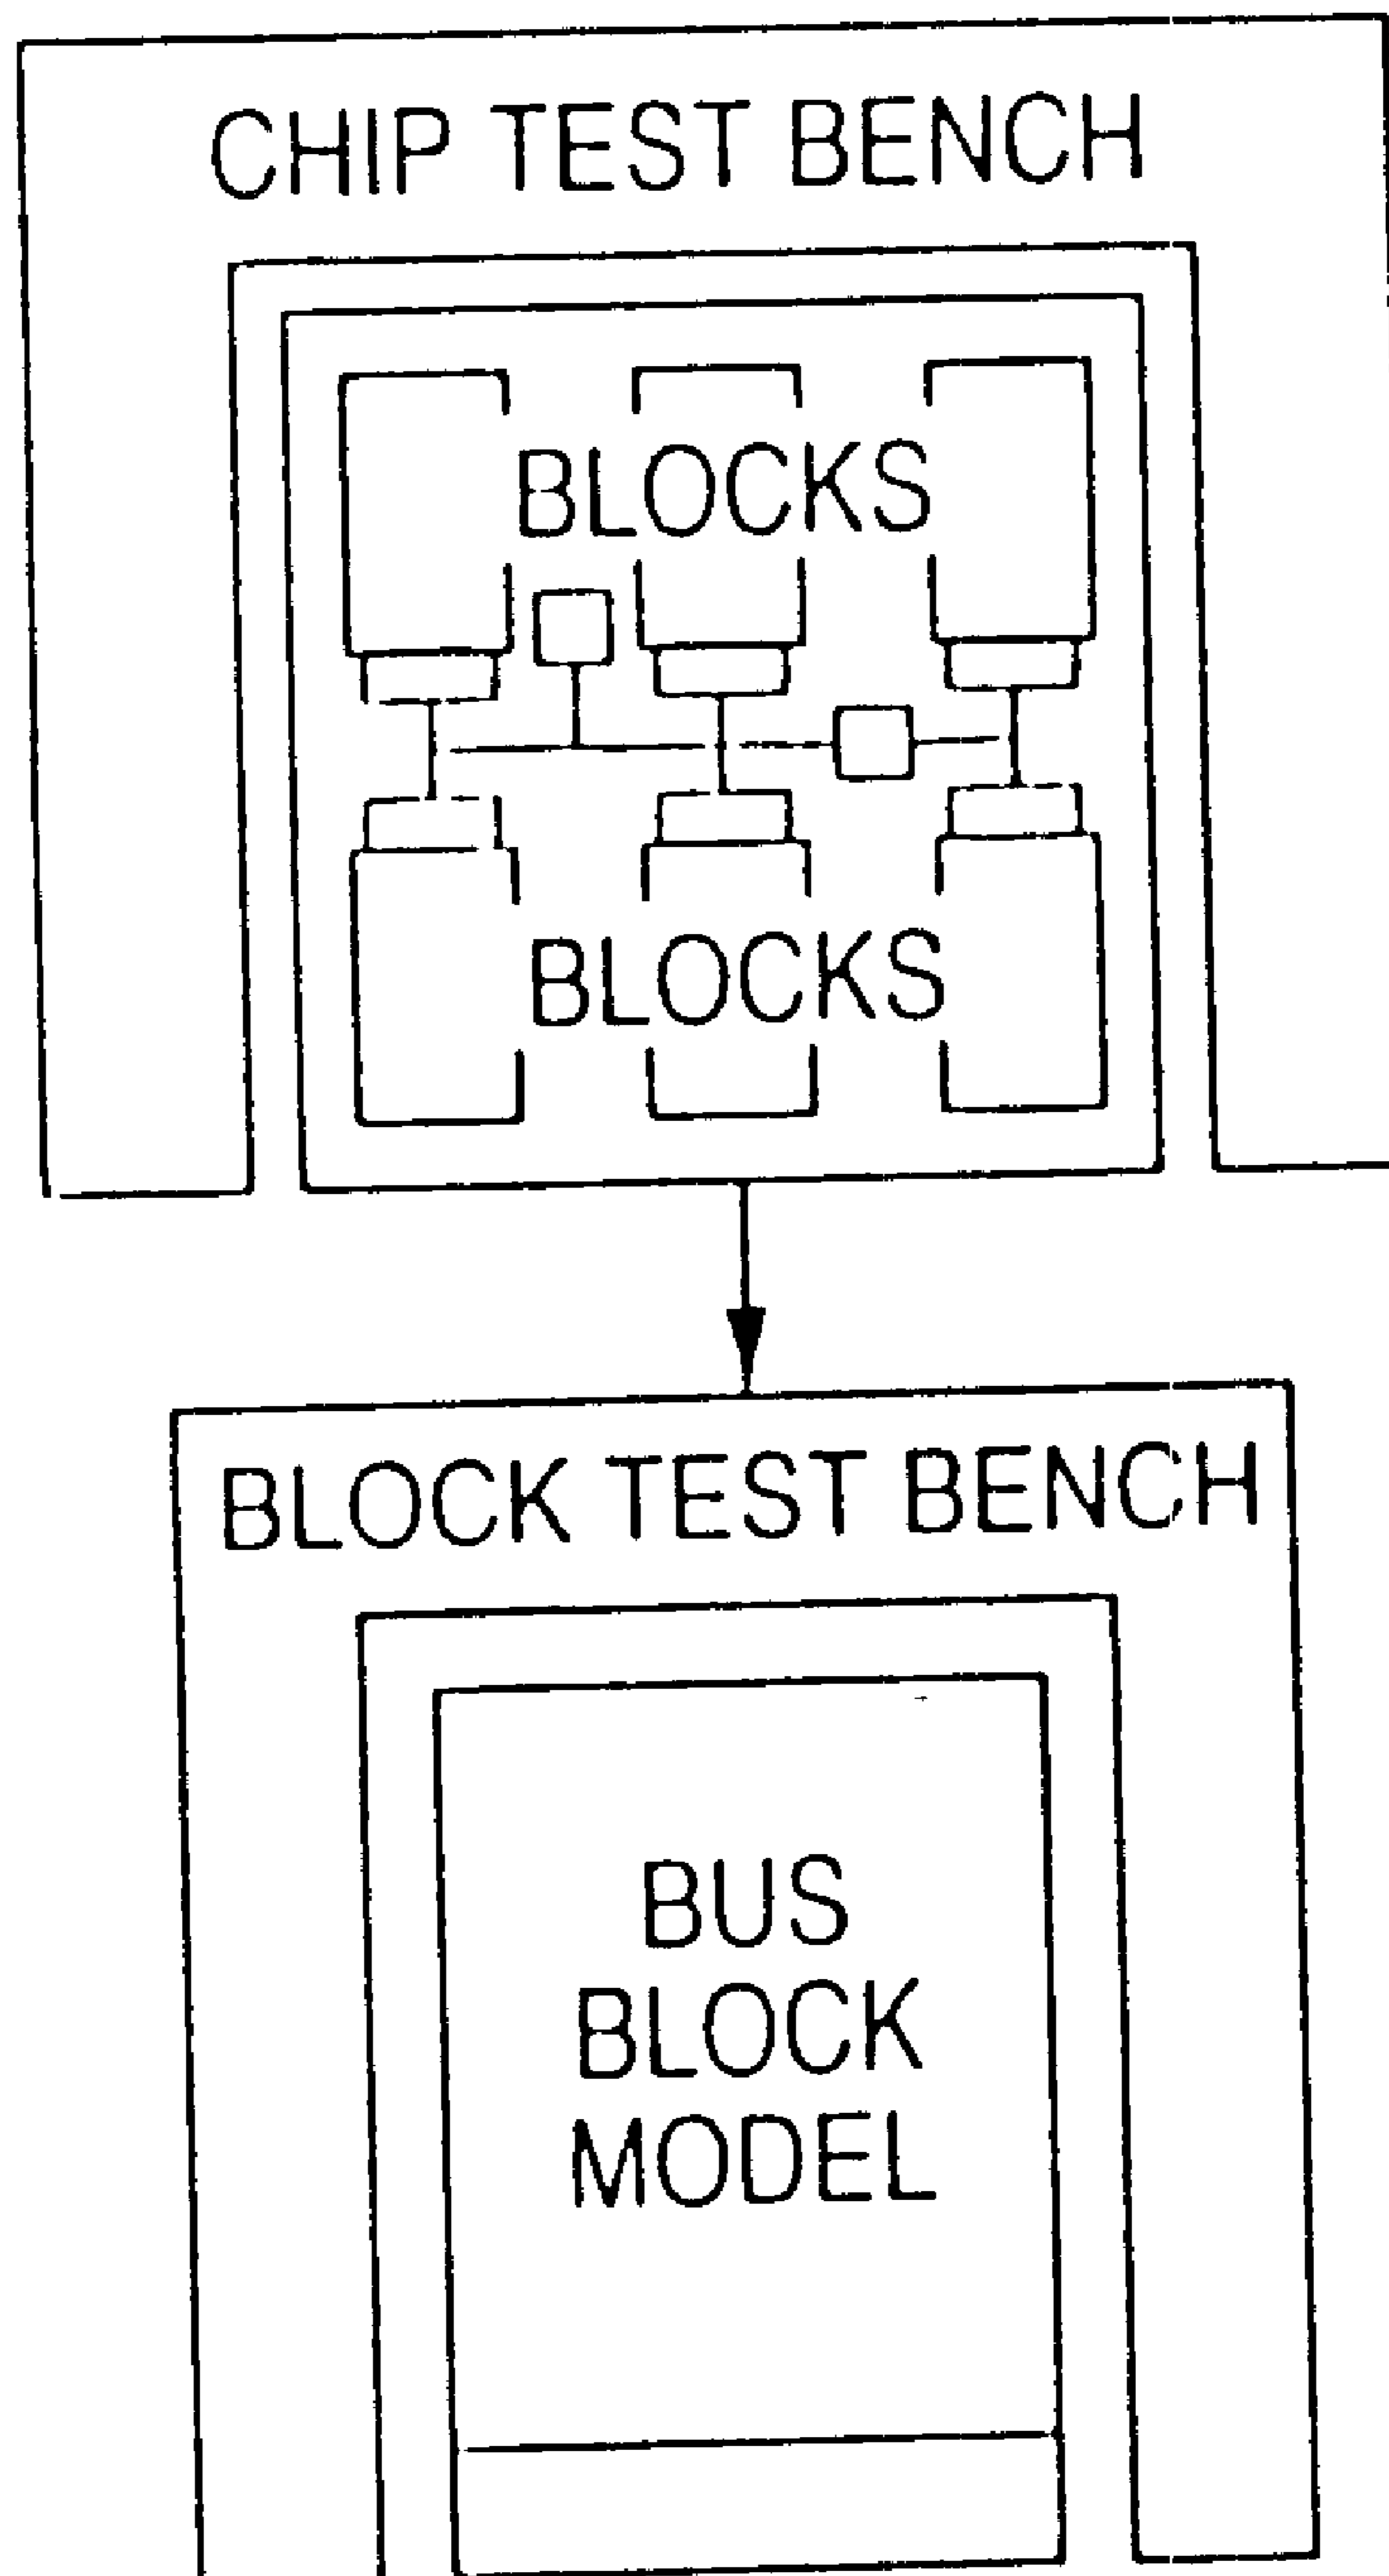 CHIP TEST BENCH
BLOCKS
BLOCKS
BLOCK TEST BENCH
BUS
BLOCK
MODEL